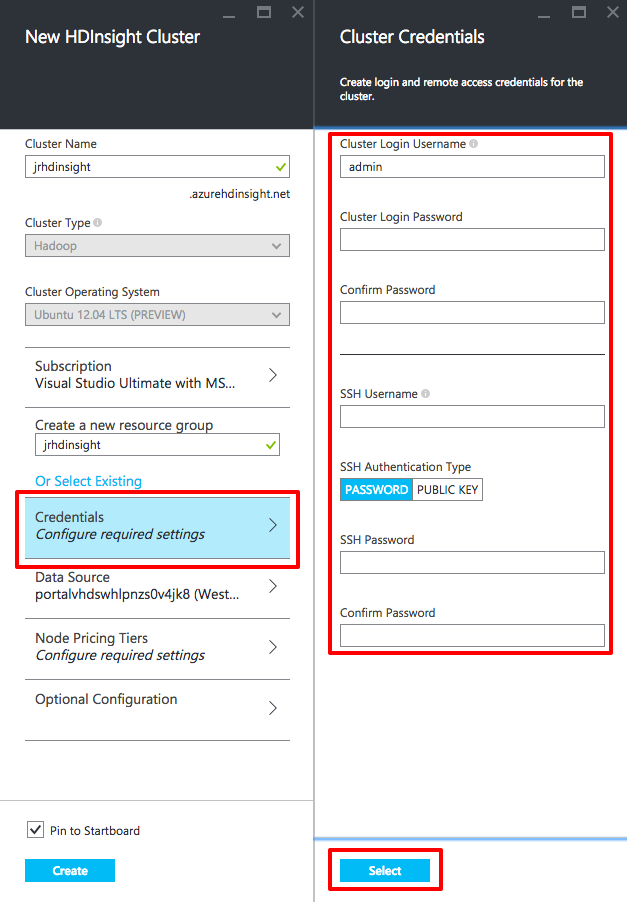 New HDInsight Cluster
Cluster Name
jrhdinsight
.azurehdinsight.net
Cluster Type
Hadoop
Cluster Operating System
Ubuntu 12.04 LTS (PREVIEW)
Subscription
Visual Studio Ultimate with MS...
Create a new resource group
jrhdinsight
Or Select Existing
Credentials
Configure required settings
Data Source
portalvhdswhlpnzs0v4jk8 (West...
Node Pricing Tiers
Configure required settings
Optional Configuration
Pin to Startboard
Create
Cluster Credentials
Create login and remote access credentials for the
cluster.
Cluster Login Username
admin
Cluster Login Password
Confirm Password
SSH Username
SSH Authentication Type
PASSWORD PUBLIC KEY
SSH Password
Confirm Password
Select